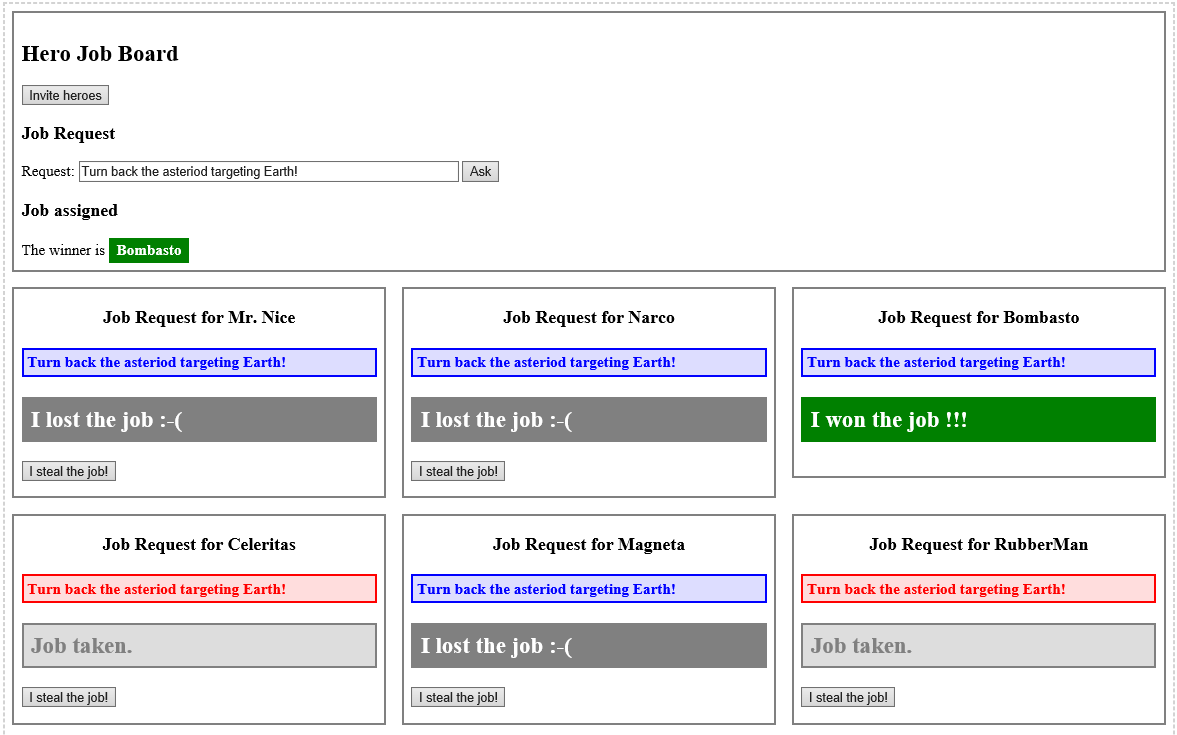 Hero Job Board
Invite heroes
Job Request
Request: Turn back the asteriod targeting Earth! Ask
Job assigned
The winner is Bombasto
Job Request for Mr. Nice
Turn back the asteriod targeting Earth!
I lost the job :-(
I steal the job!
Job Request for Narco
Turn back the asteriod targeting Earth!
I lost the job :-(
I steal the job!
Job Request for Bombasto
Turn back the asteriod targeting Earth!
I won the job !!!
Job Request for Celeritas
Turn back the asteriod targeting Earth!
Job taken.
I steal the job!
Job Request for Magneta
Turn back the asteriod targeting Earth!
I lost the job :-(
I steal the job!
Job Request for RubberMan
Turn back the asteriod targeting Earth!
Job taken.
I steal the job!